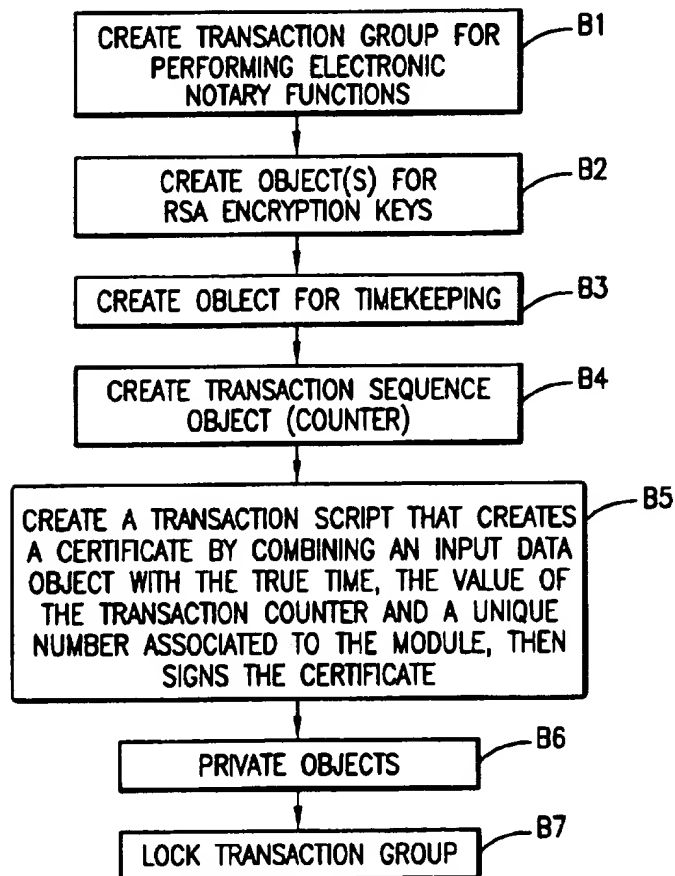 CREATE TRANSACTION GROUP FOR
PERFORMING ELECTRONIC
NOTARY FUNCTIONS
B1
CREATE OBJECT(S) FOR
RSA ENCRYPTION KEYS
B2
CREATE OBLECT FOR TIMEKEEPING
B3
CREATE TRANSACTION SEQUENCE
OBJECT (COUNTER)
B4
CREATE A TRANSACTION SCRIPT THAT CREATES
A CERTIFICATE BY COMBINING AN INPUT DATA
OBJECT WITH THE TRUE TIME, THE VALUE OF
THE TRANSACTION COUNTER AND A UNIQUE
NUMBER ASSOCIATED TO THE MODULE, THEN
SIGNS THE CERTIFICATE
B5
PRIVATE OBJECTS
B6
LOCK TRANSACTION GROUP
B7